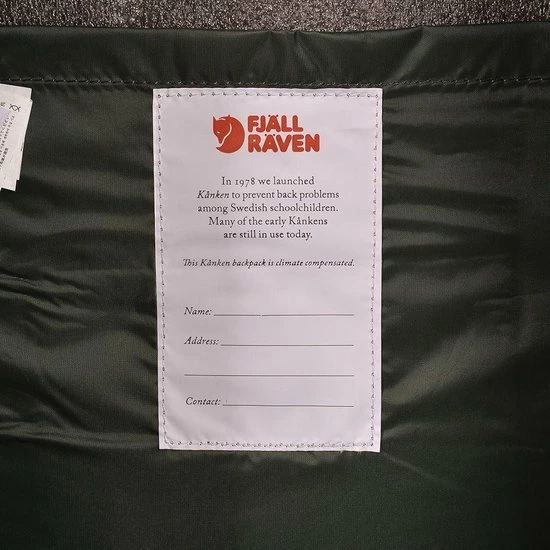 FJÄLL
RÄVEN
In 1978 we launched
Kånken to prevent back problems
among Swedish schoolchildren.
Many of the early Kånkens
are still in use today.
This Kånken backpack is climate compensated.
Name:
Address:
Contact: